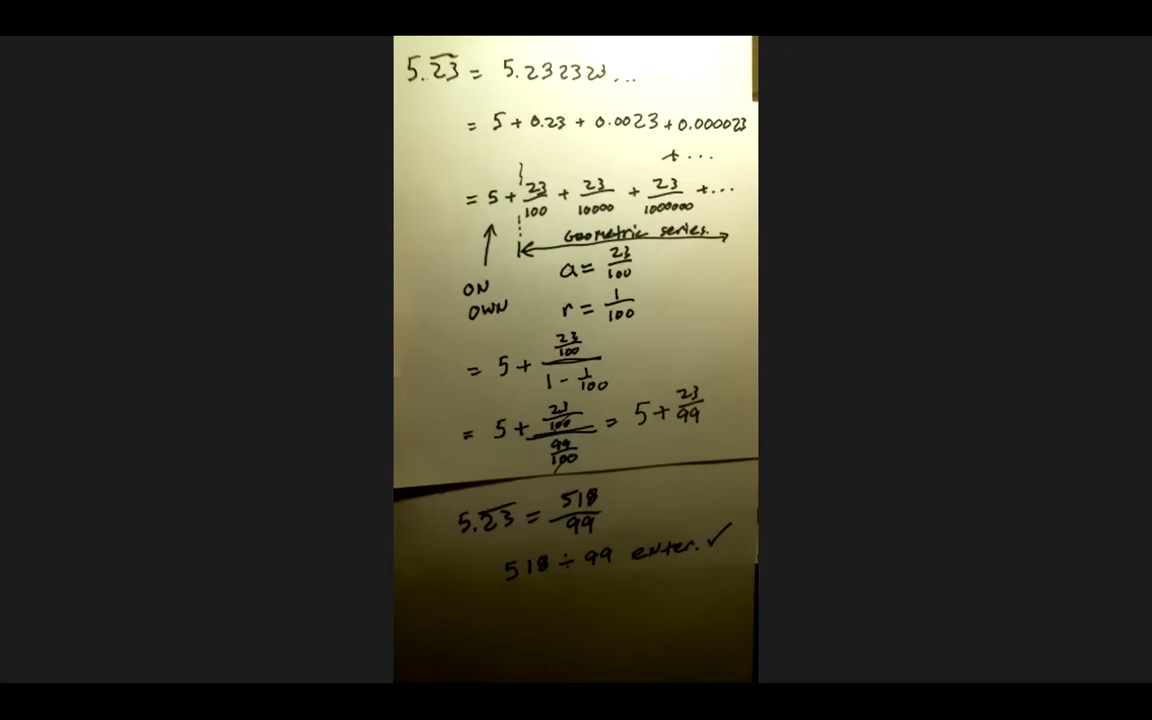 5.2̅3̅ = 5.232323...
= 5 + 0.23 + 0.0023 + 0.000023
+ ...
= 5 + 23/100 + 23/10000 + 23/1000000 + ...
Geometric series.
a = 23/100
ON
OWN
r = 1/100
= 5 + (23/100)/(1 - 1/100)
= 5 + (23/100)/(99/100) = 5 + 23/99
5.2̅3̅ = 518/99
518 ÷ 99 enter. ✓